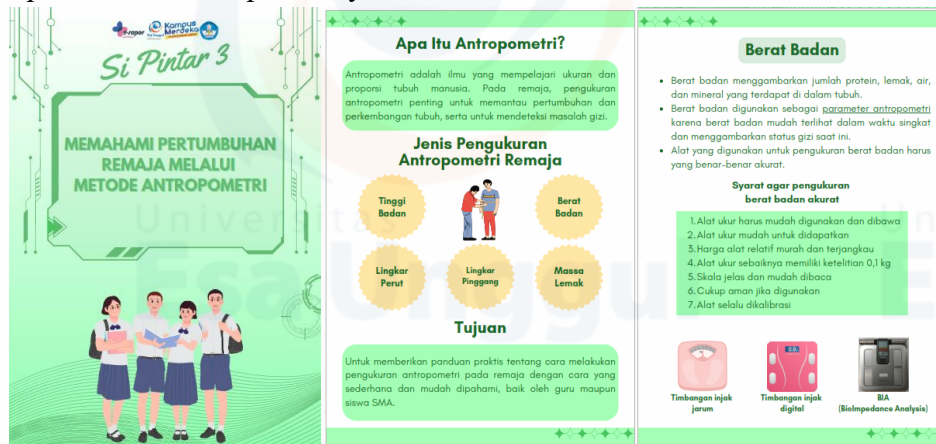 e-rapor
Kampus
Merdeka
Si Pintar 3
MEMAHAMI PERTUMBUHAN
REMAJA MELALUI
METODE ANTROPOMETRI
Apa Itu Antropometri?
Antropometri adalah ilmu yang mempelajari ukuran dan
proporsi tubuh manusia. Pada remaja, pengukuran
antropometri penting untuk memantau pertumbuhan dan
perkembangan tubuh, serta untuk mendeteksi masalah gizi.
Jenis Pengukuran
Antropometri Remaja
Tinggi
Badan
Berat
Badan
Lingkar
Perut
Lingkar
Pinggang
Massa
Lemak
Tujuan
Untuk memberikan panduan praktis tentang cara melakukan
pengukuran antropometri pada remaja dengan cara yang
sederhana dan mudah dipahami, baik oleh guru maupun
siswa SMA.
Berat Badan
Berat badan menggambarkan jumlah protein, lemak, air,
dan mineral yang terdapat di dalam tubuh.
Berat badan digunakan sebagai parameter antropometri
karena berat badan mudah terlihat dalam waktu singkat
dan menggambarkan status gizi saat ini.
Alat yang digunakan untuk pengukuran berat badan harus
yang benar-benar akurat.
Syarat agar pengukuran
berat badan akurat
1. Alat ukur harus mudah digunakan dan dibawa
2. Alat ukur mudah untuk didapatkan
3. Harga alat relatif murah dan terjangkau
4. Alat ukur sebaiknya memiliki ketelitian 0,1 kg
5. Skala jelas dan mudah dibaca
6. Cukup aman jika digunakan
7. Alat selalu dikalibrasi
Timbangan injak
jarum
Timbangan injak
digital
BIA
(BioImpedance Analysis)
Universitas
Esa Unggul